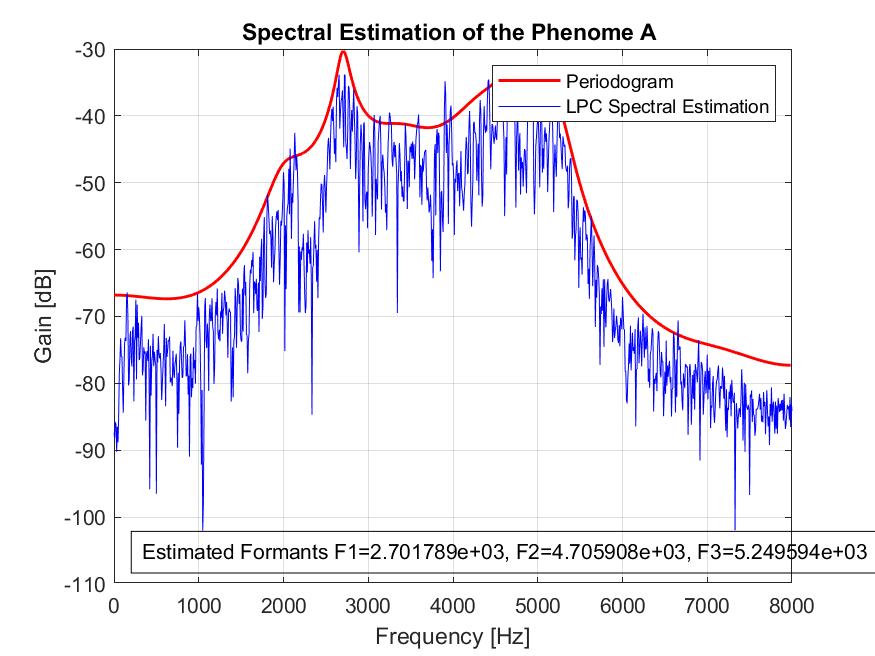 Spectral Estimation of the Phenome A
-30
-40
-50
-60
-70
-80
-90
-100
-110
Gain [dB]
Periodogram
LPC Spectral Estimation
Estimated Formants F1=2.701789e+03, F2=4.705908e+03, F3=5.249594e+03
0 1000 2000 3000 4000 5000 6000 7000 8000
Frequency [Hz]